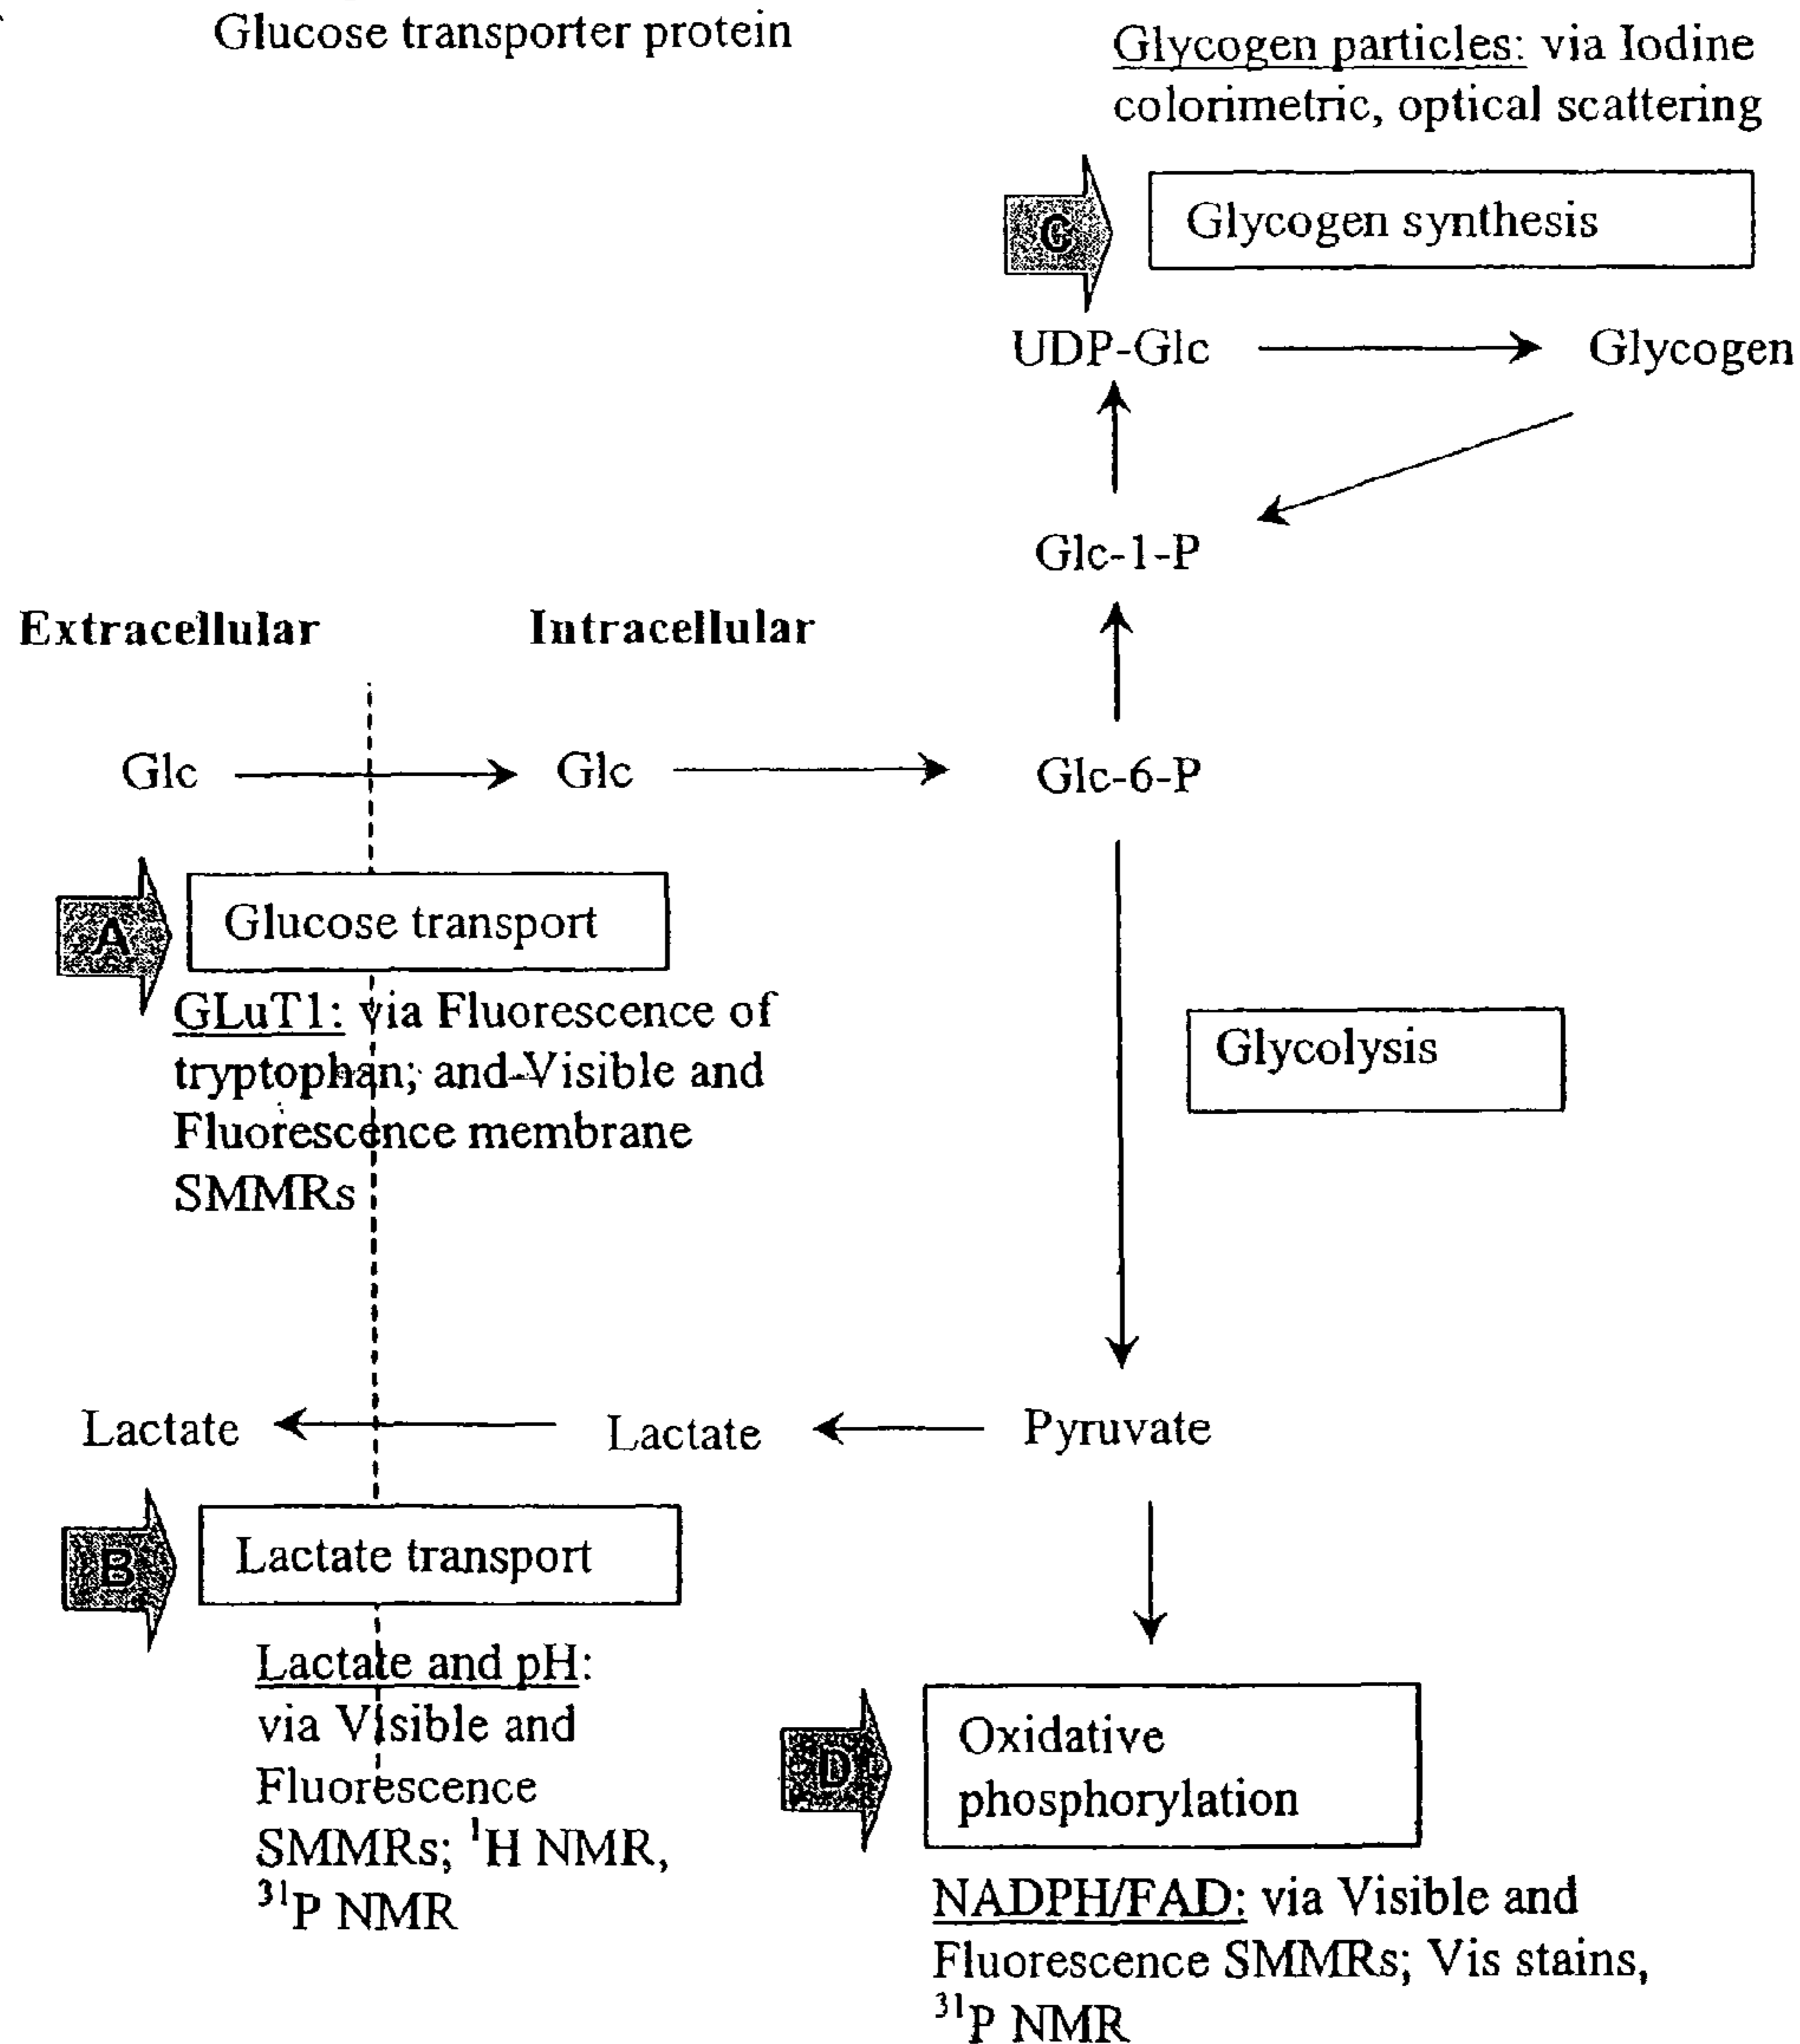 Glucose transporter protein
Glycogen particles: via Iodine
colorimetric, optical scattering
C
Glycogen synthesis
UDP-Glc
Glycogen
Glc-1-P
Extracellular
Intracellular
Glc
Glc
Glc-6-P
A
Glucose transport
GLuT1: via Fluorescence of
tryptophan; and Visible and
Fluorescence membrane
SMMRs
Glycolysis
Lactate
Lactate
Pyruvate
B
Lactate transport
Lactate and pH:
via Visible and
Fluorescence
SMMRs; ¹H NMR,
³¹P NMR
D
Oxidative
phosphorylation
NADPH/FAD: via Visible and
Fluorescence SMMRs; Vis stains,
³¹P NMR